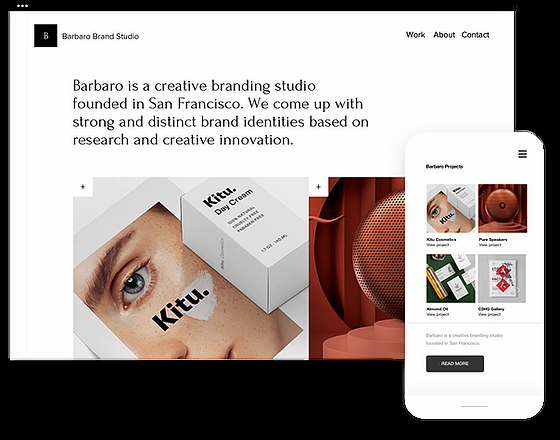 B
Barbaro Brand Studio
Work About Contact
Barbaro is a creative branding studio
founded in San Francisco. We come up with
strong and distinct brand identities based on
research and creative innovation.
+
+
Kitu.
Day Cream
100% NATURAL
CRUELTY FREE
PARABEN FREE
1.7 OZ
Kitu.
Barbaro Projects
Kitu.
Kitu Cosmetics
View project
Pure Speakers
View project
Almond Oil
View project
C2HQ Gallery
View project
Barbaro is a creative branding studio
founded in San Francisco.
READ MORE